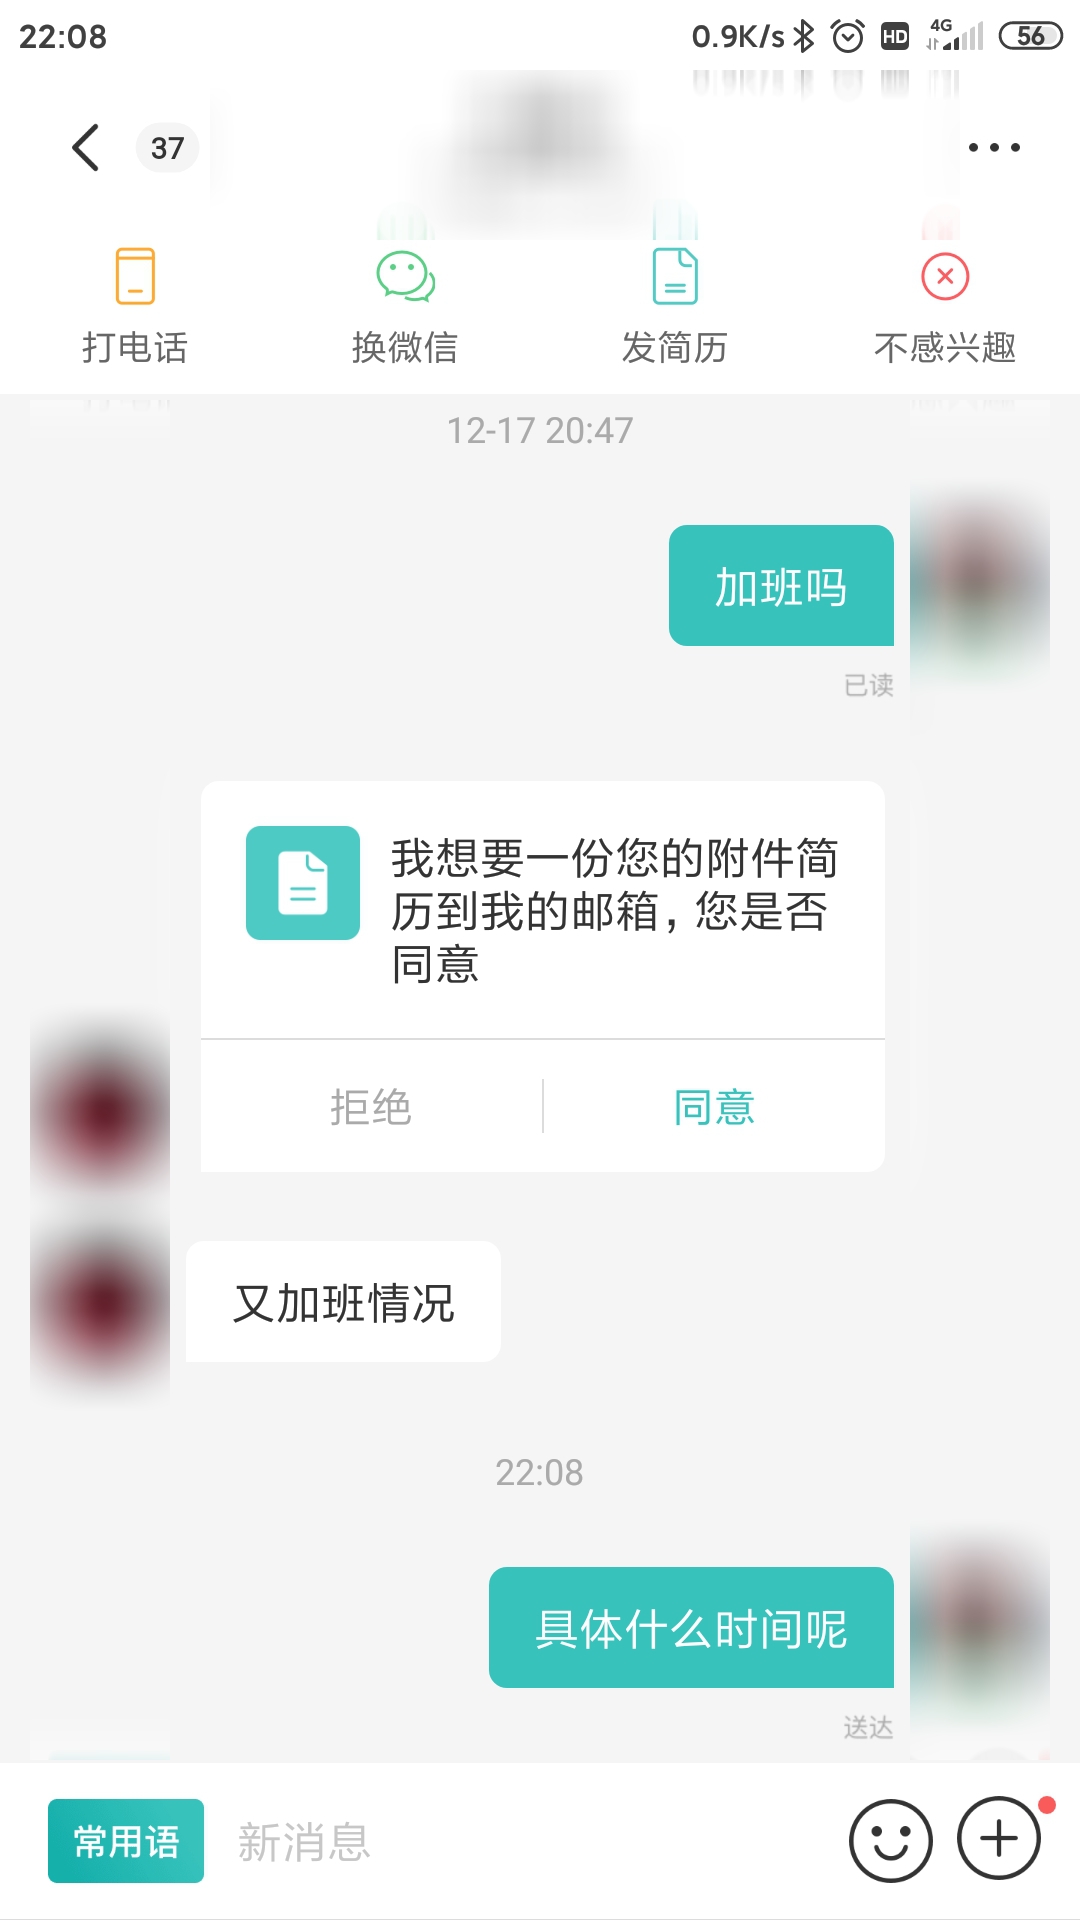 22:08
0.9K/s HD 4G 56
37
打电话 换微信 发简历 不感兴趣
12-17 20:47
加班吗
已读
我想要一份您的附件简
历到我的邮箱，您是否
同意
拒绝 同意
又加班情况
22:08
具体什么时间呢
送达
常用语 新消息